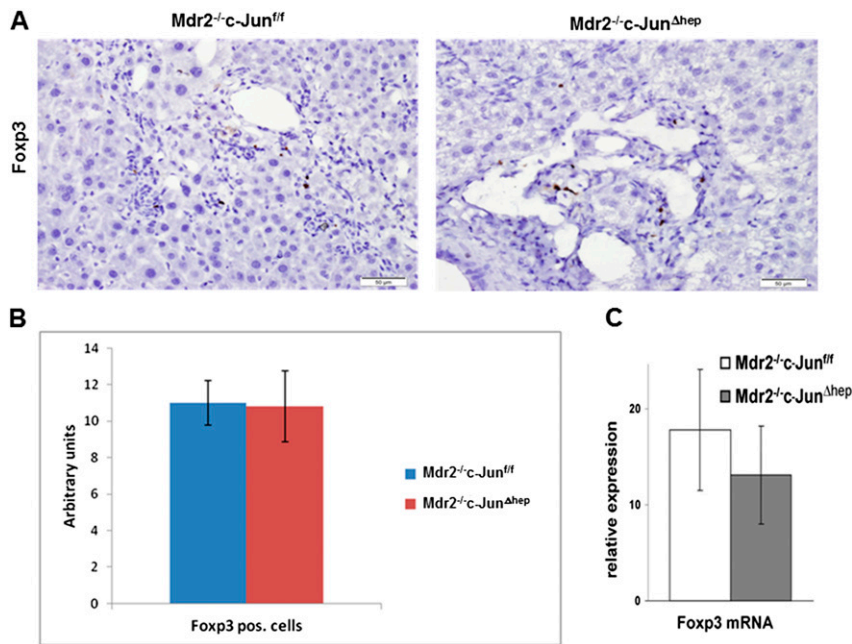 A
Mdr2-/-c-Junf/f
Mdr2-/-c-JunΔhep
Foxp3
50 µm
50 µm
B
14
12
10
8
6
4
2
0
Arbitrary units
Foxp3 pos. cells
Mdr2-/-c-Junf/f
Mdr2-/-c-JunΔhep
C
Mdr2-/-c-Junf/f
Mdr2-/-c-JunΔhep
20
10
0
relative expression
Foxp3 mRNA